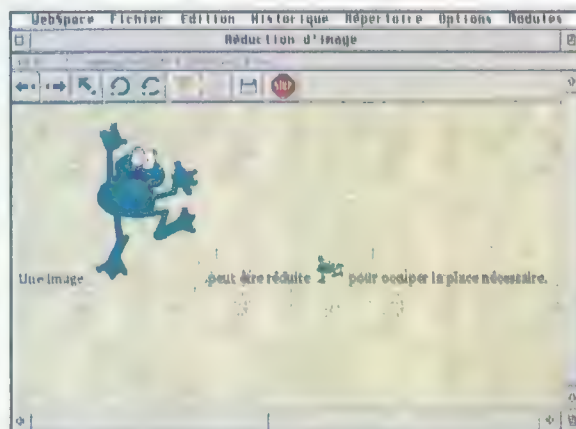 WebSpace Fichier Edition Historique Répertoire Options Modules
Réduction d'image
STOP
Une image peut être réduite pour occuper la place nécessaire.